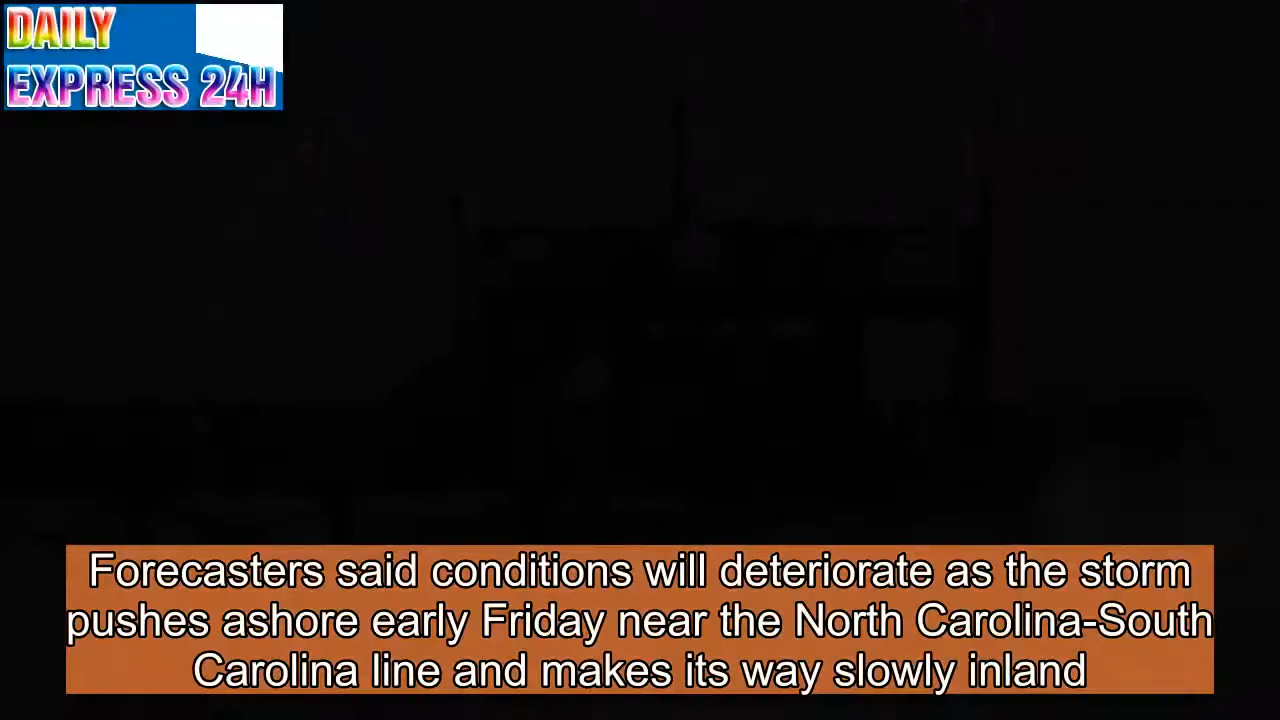 DAILY
EXPRESS 24H
Forecasters said conditions will deteriorate as the storm
pushes ashore early Friday near the North Carolina-South
Carolina line and makes its way slowly inland